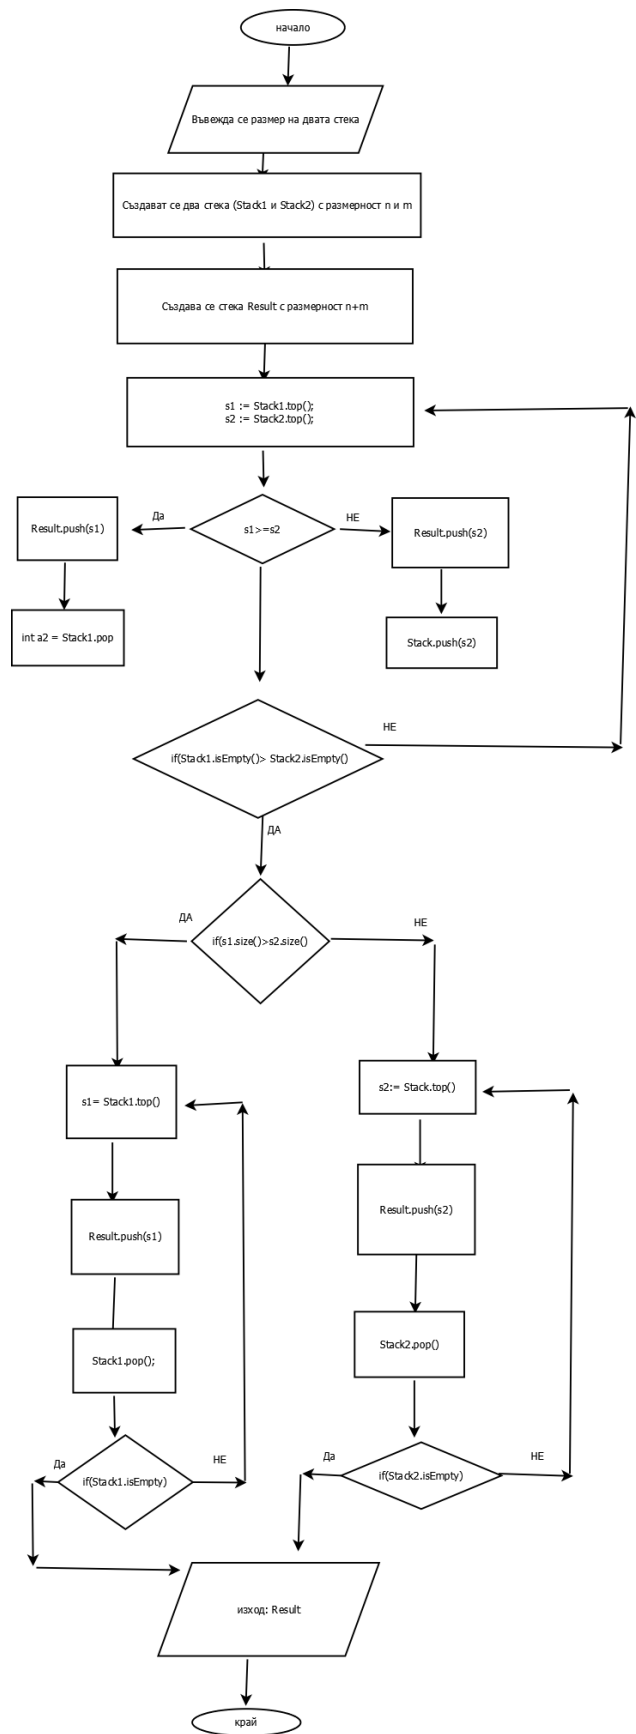 начало
Въвежда се размер на двата стека
Създават се два стека (Stack1 и Stack2) с размерност n и m
Създава се стека Result с размерност n+m
s1 := Stack1.top();
s2 := Stack2.top();
Да
s1>=s2
НЕ
Result.push(s1)
Result.push(s2)
int a2 = Stack1.pop
Stack.push(s2)
НЕ
if(Stack1.isEmpty()> Stack2.isEmpty()
ДА
ДА
НЕ
if(s1.size()>s2.size()
s1= Stack1.top()
s2:= Stack.top()
Result.push(s1)
Result.push(s2)
Stack1.pop();
Stack2.pop()
Да
if(Stack1.isEmpty)
НЕ
Да
if(Stack2.isEmpty)
НЕ
изход: Result
край